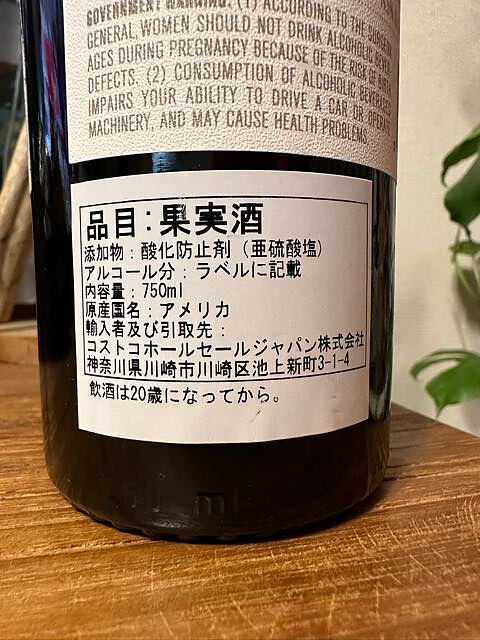 GOVERNMENT WARNING: (1) ACCORDING TO THE SURGEON
GENERAL, WOMEN SHOULD NOT DRINK ALCOHOLIC
AGES DURING PREGNANCY BECAUSE OF THE RISK OF
DEFECTS. (2) CONSUMPTION OF ALCOHOLIC BEVERAGES
IMPAIRS YOUR ABILITY TO DRIVE A CAR OR OPERATE
MACHINERY, AND MAY CAUSE HEALTH PROBLEMS.
品目:果実酒
添加物:酸化防止剤(亜硫酸塩)
アルコール分:ラベルに記載
内容量:750ml
原産国名:アメリカ
輸入者及び引取先:
コストコホールセールジャパン株式会社
神奈川県川崎市川崎区池上新町3-1-4
飲酒は20歳になってから。